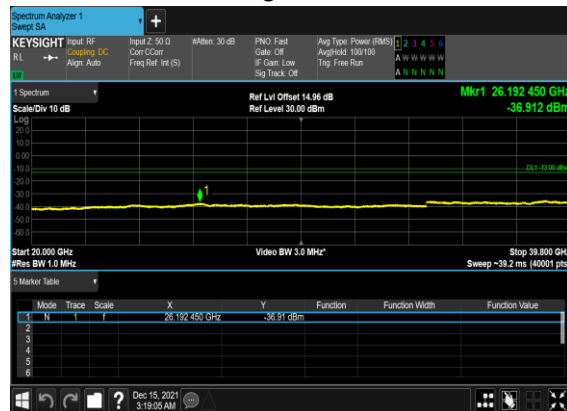 Spectrum Analyzer 1
Swept SA
KEYSIGHT Input: RF Input Z: 50 Ω #Atten: 30 dB PNO: Fast Avg Type: Power (RMS) 1 2 3 4 5 6
RL Coupling: DC Corr CCorr Gate: Off Avg|Hold: 100/100 A W W W W W
Align: Auto Freq Ref: Int (S) IF Gain: Low Trig: Free Run
Sig Track: Off A N N N N N
1 Spectrum Ref Lvl Offset 14.96 dB Mkr1 26.192 450 GHz
Scale/Div 10 dB Ref Level 30.00 dBm -36.912 dBm
Log
20.0
10.0
0.00
-10.0 DL1 -13.00 dBm
-20.0
-30.0 1
-40.0
-50.0
-60.0
Start 20.000 GHz Video BW 3.0 MHz* Stop 39.800 GHz
#Res BW 1.0 MHz Sweep ~39.2 ms (40001 pts)
5 Marker Table
Mode Trace Scale X Y Function Function Width Function Value
1 N 1 f 26.192 450 GHz -36.91 dBm
2
3
4
5
6
? Dec 15, 2021
3:19:05 AM